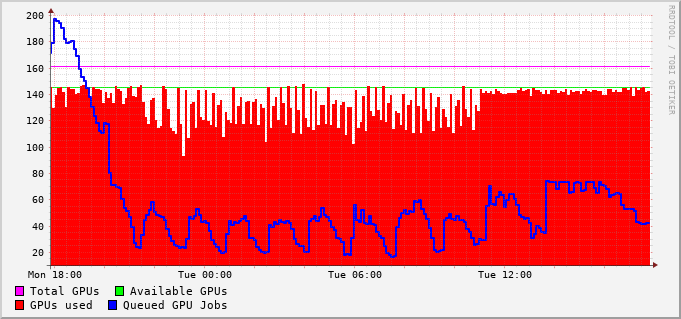 200
180
160
140
120
100
80
60
40
20
Mon 18:00 Tue 00:00 Tue 06:00 Tue 12:00
Total GPUs Available GPUs
GPUs used Queued GPU Jobs
RRDTOOL / TOBI OETIKER